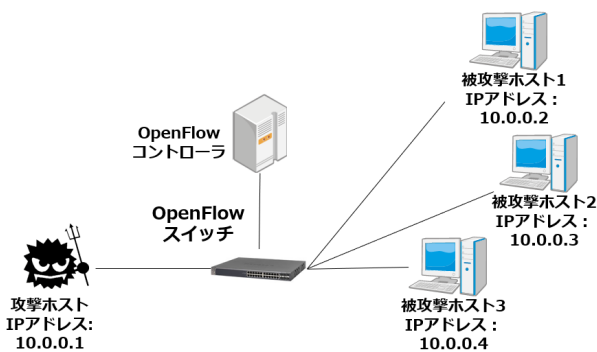 被攻撃ホスト1
IPアドレス：
10.0.0.2
OpenFlow
コントローラ
被攻撃ホスト2
IPアドレス：
10.0.0.3
OpenFlow
スイッチ
攻撃ホスト
IPアドレス:
10.0.0.1
被攻撃ホスト3
IPアドレス：
10.0.0.4